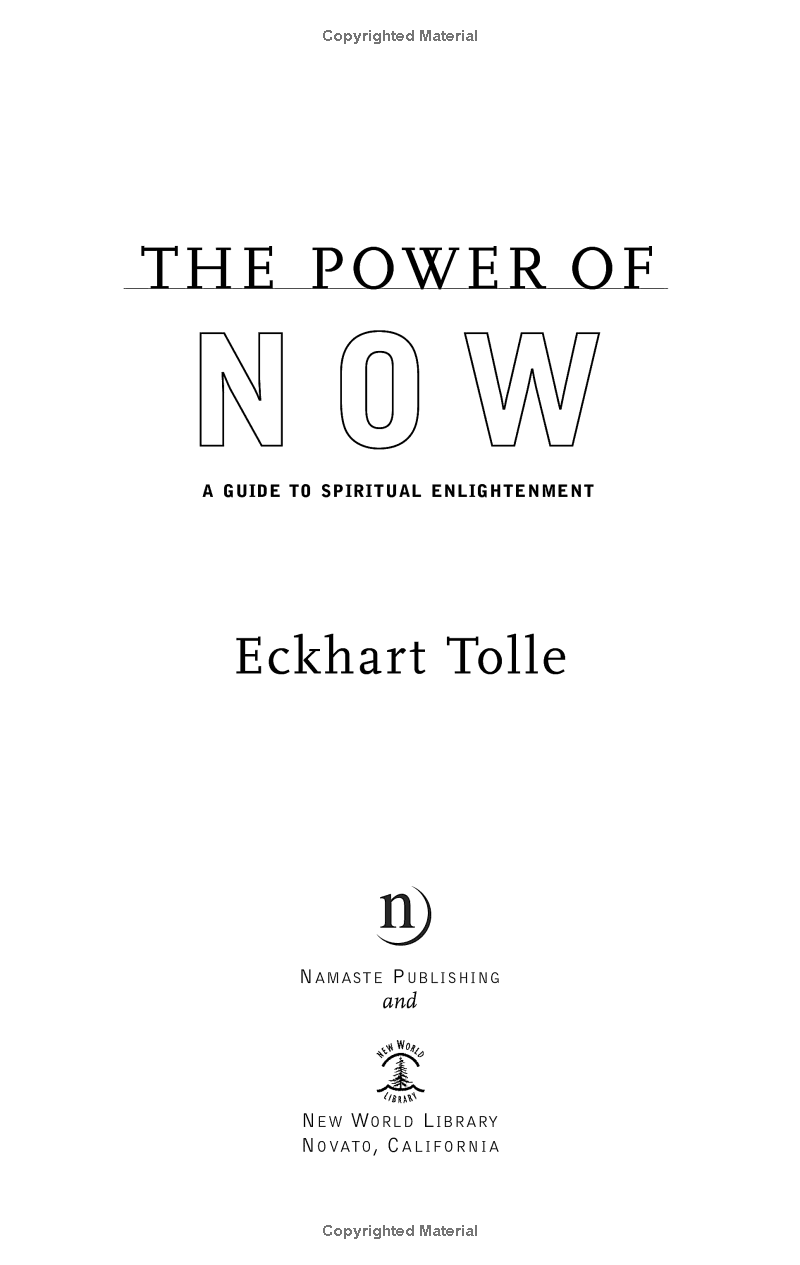 Copyrighted Material
THE POWER OF
NOW
A GUIDE TO SPIRITUAL ENLIGHTENMENT
Eckhart Tolle
n
NAMASTE PUBLISHING
and
NEW WORLD
LIBRARY
NEW WORLD LIBRARY
NOVATO, CALIFORNIA
Copyrighted Material